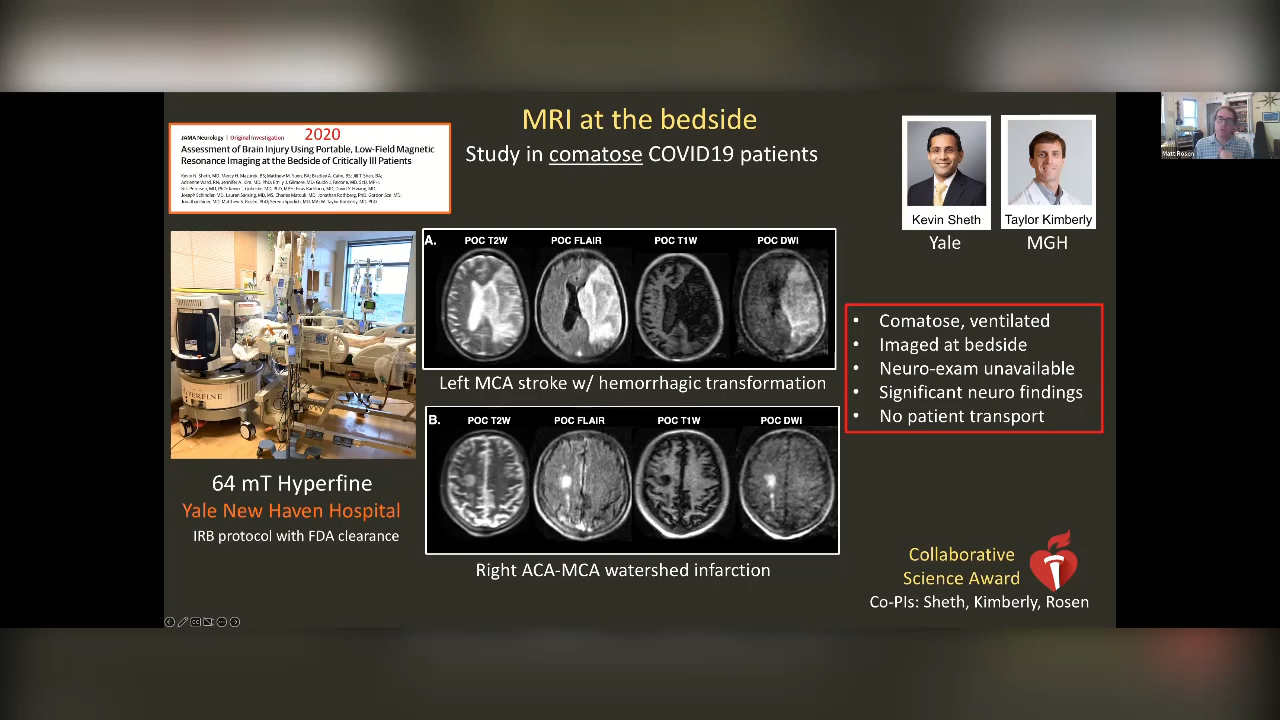 MRI at the bedside
Study in comatose COVID19 patients
JAMA Neurology | Original Investigation
2020
Assessment of Brain Injury Using Portable, Low-Field Magnetic
Resonance Imaging at the Bedside of Critically Ill Patients
64 mT Hyperfine
Yale New Haven Hospital
IRB protocol with FDA clearance
A.
POC T2W
POC FLAIR
POC T1W
POC DWI
Left MCA stroke w/ hemorrhagic transformation
B.
POC T2W
POC FLAIR
POC T1W
POC DWI
Right ACA-MCA watershed infarction
Kevin Sheth
Yale
Taylor Kimberly
MGH
• Comatose, ventilated
• Imaged at bedside
• Neuro-exam unavailable
• Significant neuro findings
• No patient transport
Collaborative
Science Award
Co-PIs: Sheth, Kimberly, Rosen
Matt Rosen